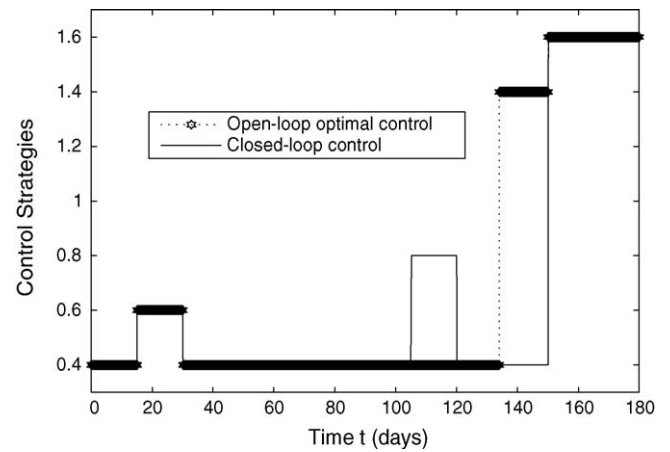 1.6
1.4
Open-loop optimal control
Closed-loop control
1.2
1
0.8
0.6
0.4
Control Strategies
0 20 40 60 80 100 120 140 160 180
Time t (days)